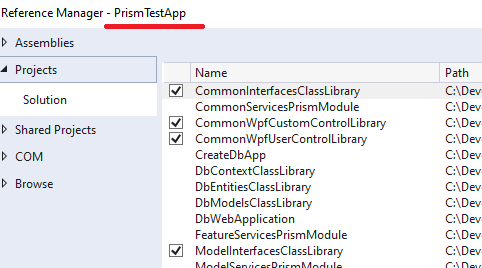 Reference Manager - PrismTestApp
Assemblies
Projects
Solution
Shared Projects
COM
Browse
Name Path
CommonInterfacesClassLibrary C:\Dev
CommonServicesPrismModule C:\Dev
CommonWpfCustomControlLibrary C:\Dev
CommonWpfUserControlLibrary C:\Dev
CreateDbApp C:\Dev
DbContextClassLibrary C:\Dev
DbEntitiesClassLibrary C:\Dev
DbModelsClassLibrary C:\Dev
DbWebApplication C:\Dev
FeatureServicesPrismModule C:\Dev
ModelInterfacesClassLibrary C:\Dev
ModelServicesPrismModule C:\Dev